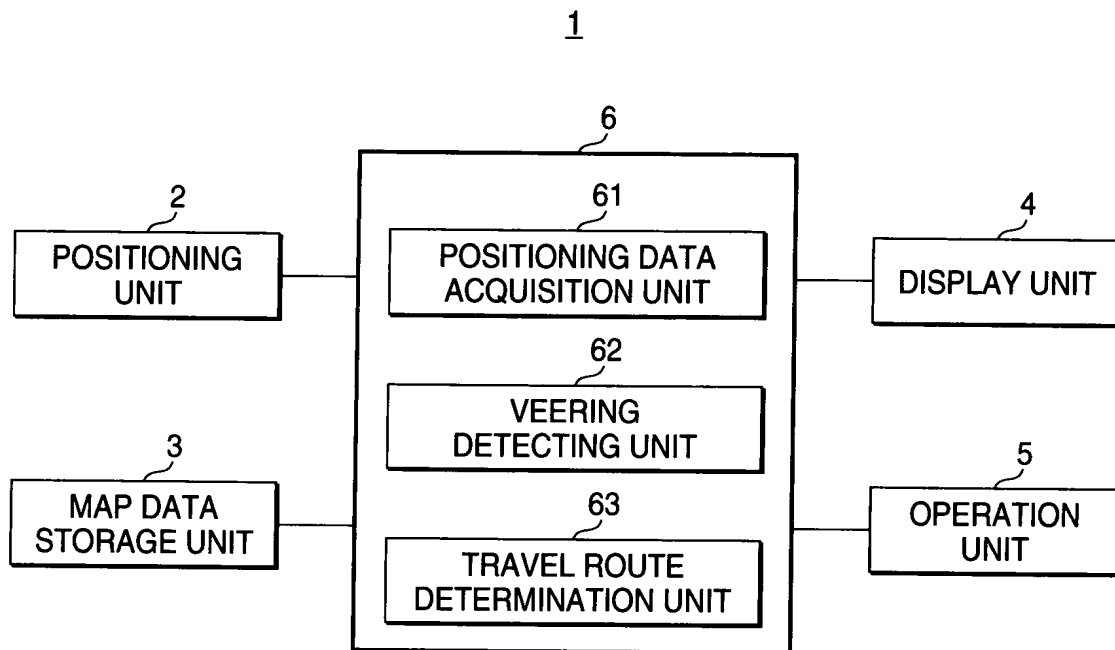 1
6
2
POSITIONING
UNIT
61
POSITIONING DATA
ACQUISITION UNIT
4
DISPLAY UNIT
62
VEERING
DETECTING UNIT
3
MAP DATA
STORAGE UNIT
63
TRAVEL ROUTE
DETERMINATION UNIT
5
OPERATION
UNIT